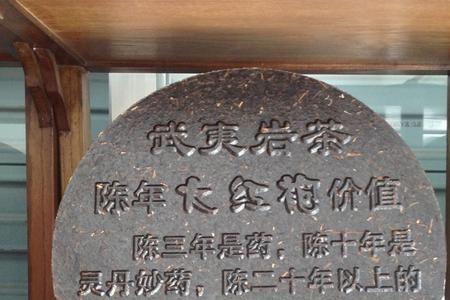 武夷岩茶
陈年大红袍价值
陈三年是药；陈十年是
灵丹妙药，陈二十年以上的